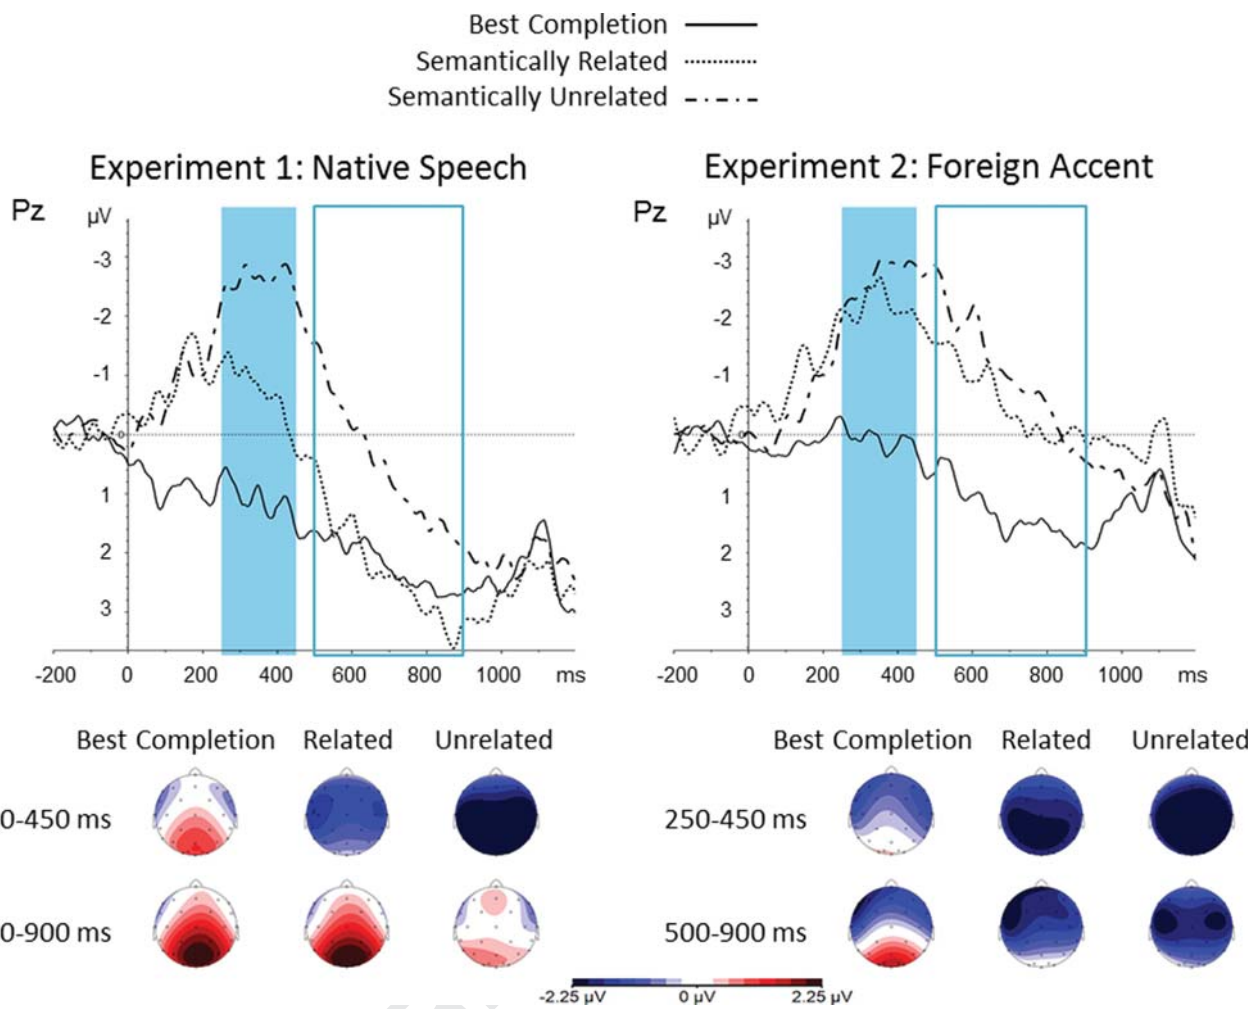 Best Completion
Semantically Related
Semantically Unrelated
Experiment 1: Native Speech
Experiment 2: Foreign Accent
Pz
µV
-3
-2
-1
0
1
2
3
-200 0 200 400 600 800 1000 ms
Pz
µV
-3
-2
-1
0
1
2
3
-200 0 200 400 600 800 1000 ms
Best Completion Related Unrelated
0-450 ms
0-900 ms
Best Completion Related Unrelated
250-450 ms
500-900 ms
-2.25 µV 0 µV 2.25 µV